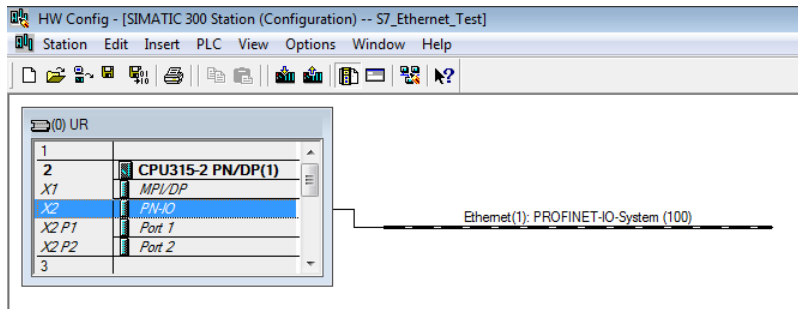 HW Config - [SIMATIC 300 Station (Configuration) -- S7_Ethernet_Test]
Station Edit Insert PLC View Options Window Help
(0) UR
1
2 CPU315-2 PN/DP(1)
X1 MPI/DP
X2 PN-IO
X2 P1 Port 1
X2 P2 Port 2
3
Ethernet(1): PROFINET-IO-System (100)